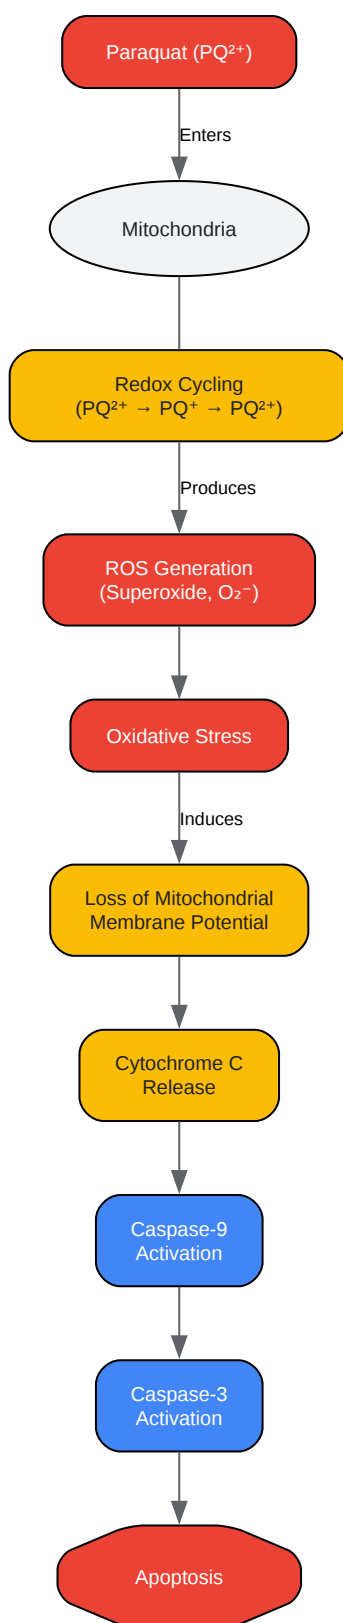 Paraquat (PQ²⁺)
Enters
Mitochondria
Redox Cycling
(PQ²⁺ → PQ⁺ → PQ²⁺)
Produces
ROS Generation
(Superoxide, O₂⁻)
Oxidative Stress
Induces
Loss of Mitochondrial
Membrane Potential
Cytochrome C
Release
Caspase-9
Activation
Caspase-3
Activation
Apoptosis